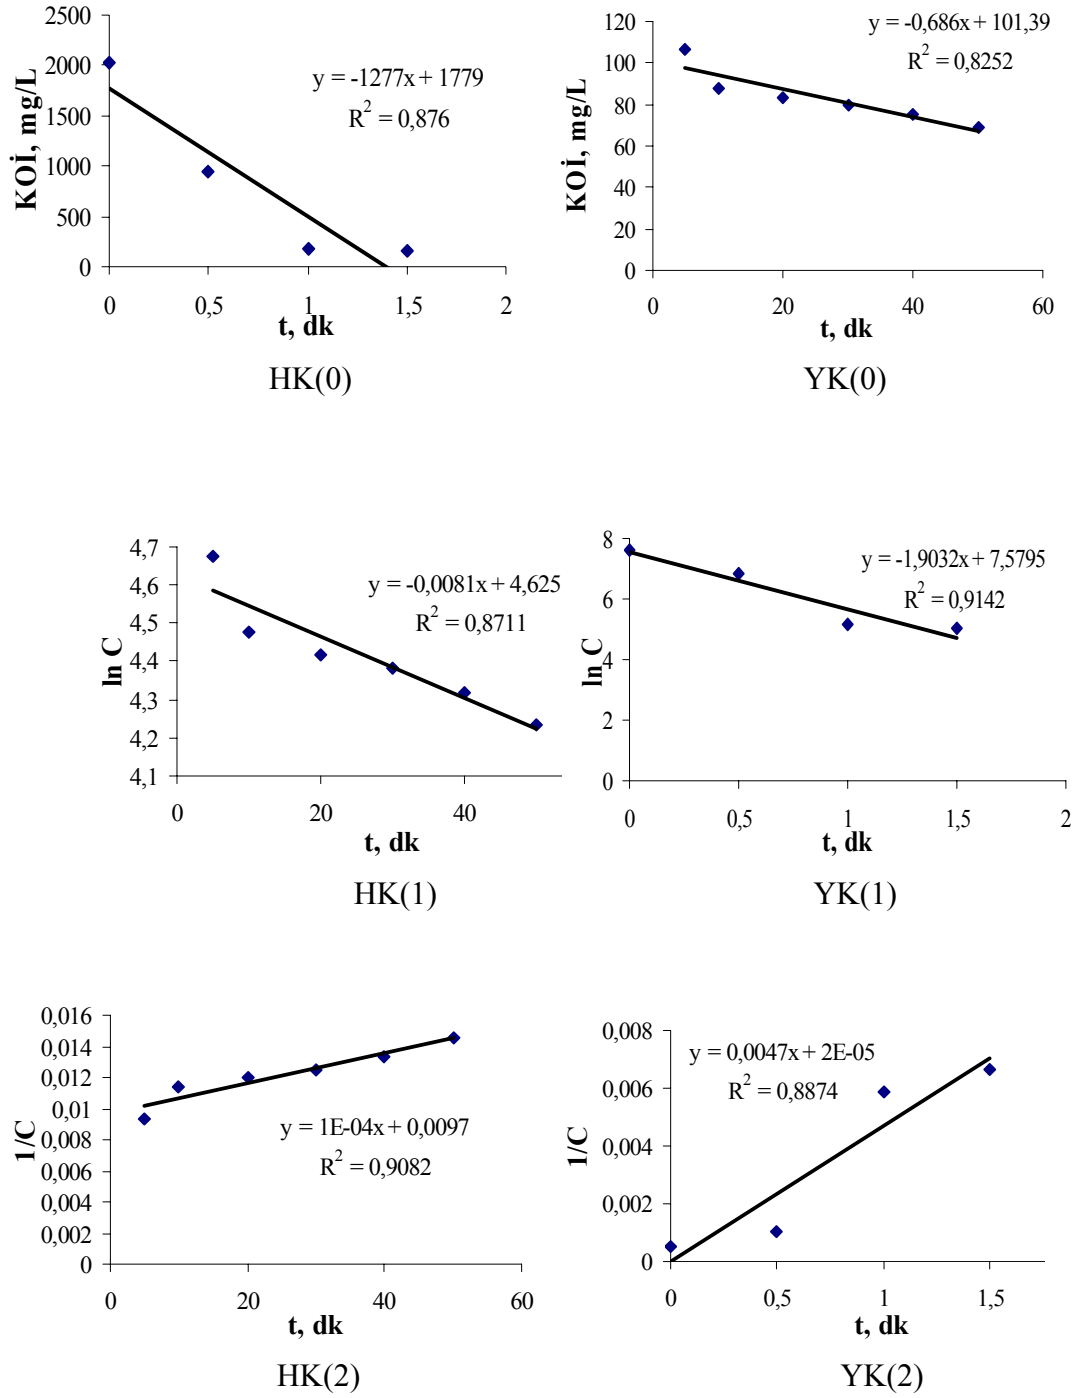 2500
2000
1500
1000
500
0
KOİ, mg/L
y = -1277x + 1779
R² = 0,876
0 0,5 1 1,5 2
t, dk
HK(0)
120
100
80
60
40
20
0
KOİ, mg/L
y = -0,686x + 101,39
R² = 0,8252
0 20 40 60
t, dk
YK(0)
4,7
4,6
4,5
4,4
4,3
4,2
4,1
ln C
y = -0,0081x + 4,625
R² = 0,8711
0 20 40
t, dk
HK(1)
8
6
4
2
0
ln C
y = -1,9032x + 7,5795
R² = 0,9142
0 0,5 1 1,5 2
t, dk
YK(1)
0,016
0,014
0,012
0,01
0,008
0,006
0,004
0,002
0
1/C
y = 1E-04x + 0,0097
R² = 0,9082
0 20 40 60
t, dk
HK(2)
0,008
0,006
0,004
0,002
0
1/C
y = 0,0047x + 2E-05
R² = 0,8874
0 0,5 1 1,5
t, dk
YK(2)